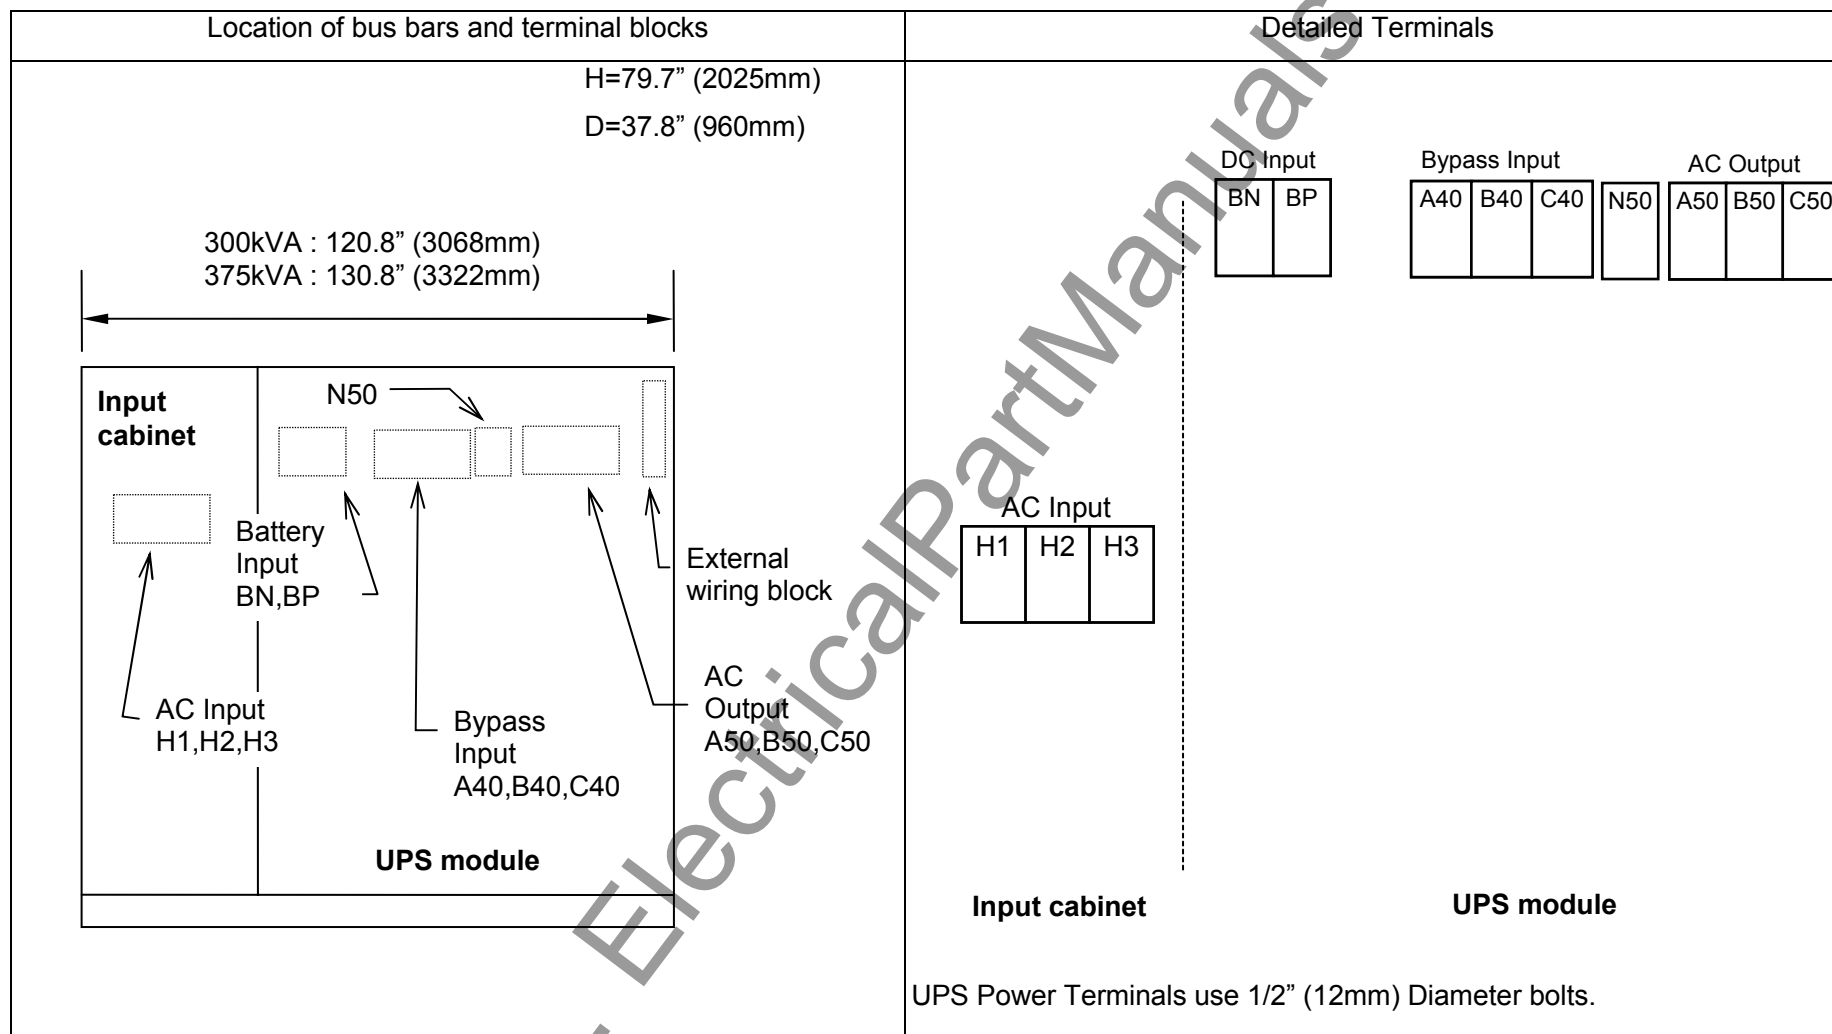 Location of bus bars and terminal blocks
Detailed Terminals
H=79.7” (2025mm)
D=37.8” (960mm)
300kVA : 120.8” (3068mm)
375kVA : 130.8” (3322mm)
Input
cabinet
N50
Battery
Input
BN,BP
External
wiring block
AC Input
H1,H2,H3
Bypass
Input
A40,B40,C40
AC
Output
A50,B50,C50
UPS module
DC Input
BN BP
Bypass Input
A40 B40 C40
N50
AC Output
A50 B50 C50
AC Input
H1 H2 H3
Input cabinet
UPS module
UPS Power Terminals use 1/2” (12mm) Diameter bolts.
ElectricalPartManuals